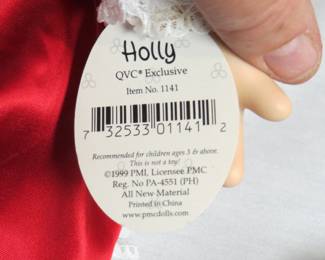 Holly
QVC® Exclusive
Item No. 1141
7 32533 01141 2
Recommended for children ages 3 & above.
This is not a toy!
©1999 PMI, Licensee PMC
Reg. No PA-4551 (PH)
All New Material
Printed in China
www.pmcdolls.com